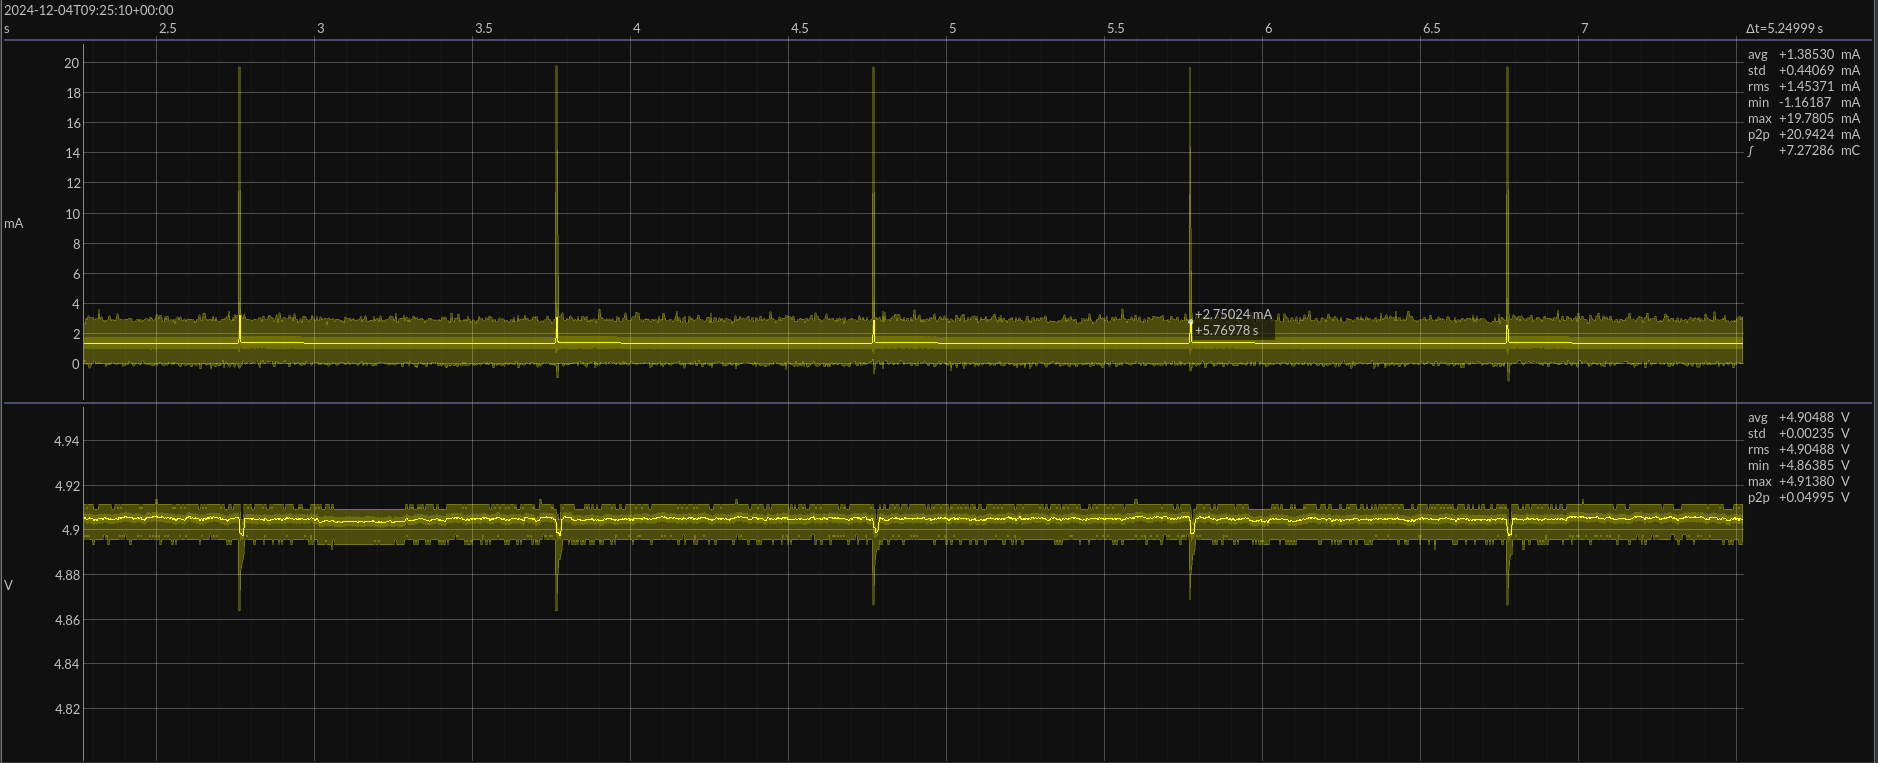 2024-12-04T09:25:10+00:00
s 2.5 3 3.5 4 4.5 5 5.5 6 6.5 7 Δt=5.24999 s
20
18
16
14
12
10
8
6
4
2
0
mA
+2.75024 mA
+5.76978 s
avg +1.38530 mA
std +0.44069 mA
rms +1.45371 mA
min -1.16187 mA
max +19.7805 mA
p2p +20.9424 mA
∫ +7.27286 mC
4.94
4.92
4.9
4.88
4.86
4.84
4.82
V
avg +4.90488 V
std +0.00235 V
rms +4.90488 V
min +4.86385 V
max +4.91380 V
p2p +0.04995 V